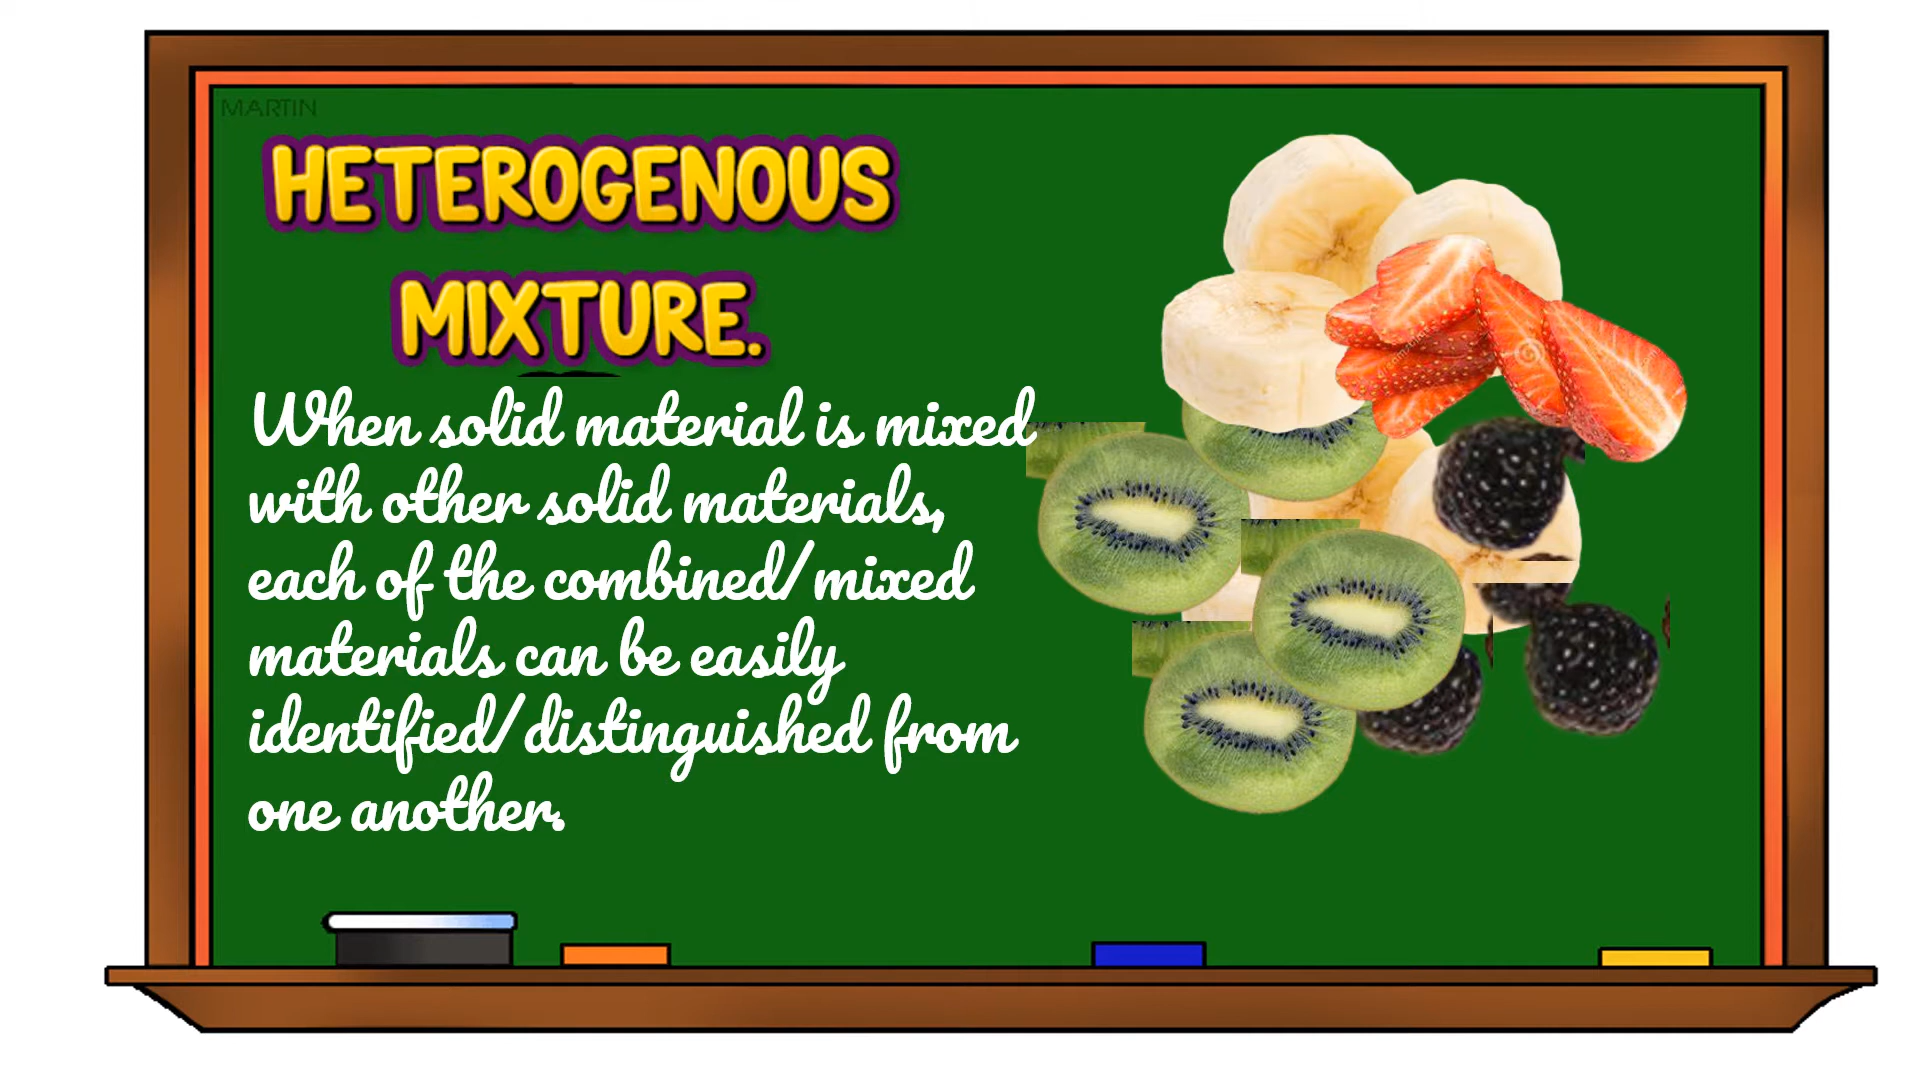 MARTIN
HETEROGENOUS
MIXTURE.
When solid material is mixed
with other solid materials,
each of the combined/mixed
materials can be easily
identified/distinguished from
one another.